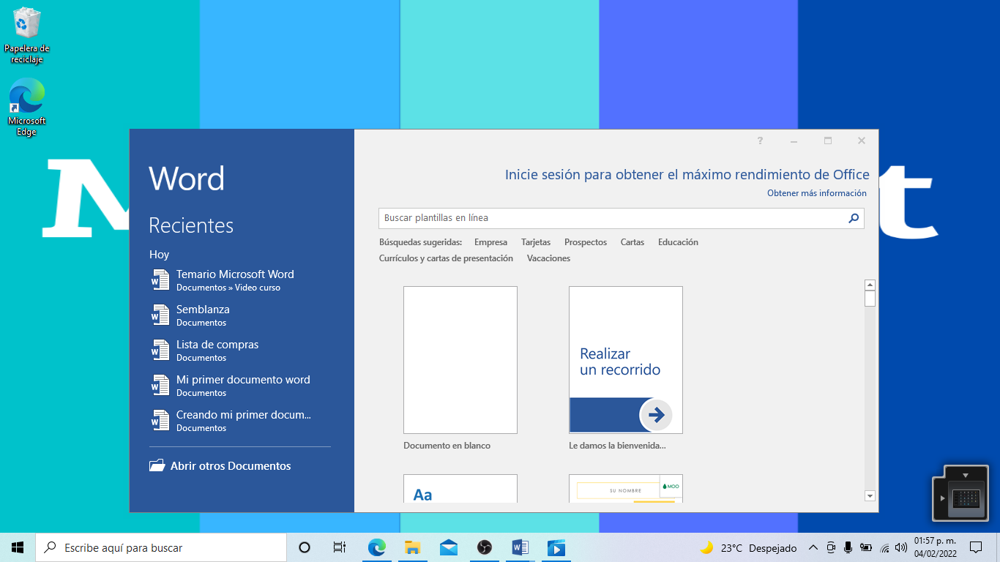 Papelera de
reciclaje
Microsoft
Edge
Word
Recientes
Hoy
Temario Microsoft Word
Documentos » Video curso
Semblanza
Documentos
Lista de compras
Documentos
Mi primer documento word
Documentos
Creando mi primer docum...
Documentos
Abrir otros Documentos
?
Inicie sesión para obtener el máximo rendimiento de Office
Obtener más información
Buscar plantillas en línea
Búsquedas sugeridas: Empresa Tarjetas Prospectos Cartas Educación
Currículos y cartas de presentación Vacaciones
Realizar
un recorrido
Documento en blanco
Le damos la bienvenida...
Aa
SU NOMBRE
MOO
t
Escribe aquí para buscar
23°C Despejado
01:57 p. m.
04/02/2022